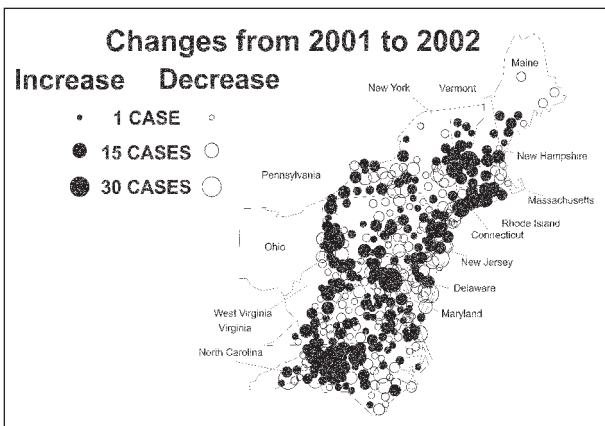 Changes from 2001 to 2002
Increase Decrease
1 CASE
15 CASES
30 CASES
Maine
New York
Vermont
New Hampshire
Pennsylvania
Massachusetts
Rhode Island
Connecticut
Ohio
New Jersey
Delaware
West Virginia
Maryland
Virginia
North Carolina